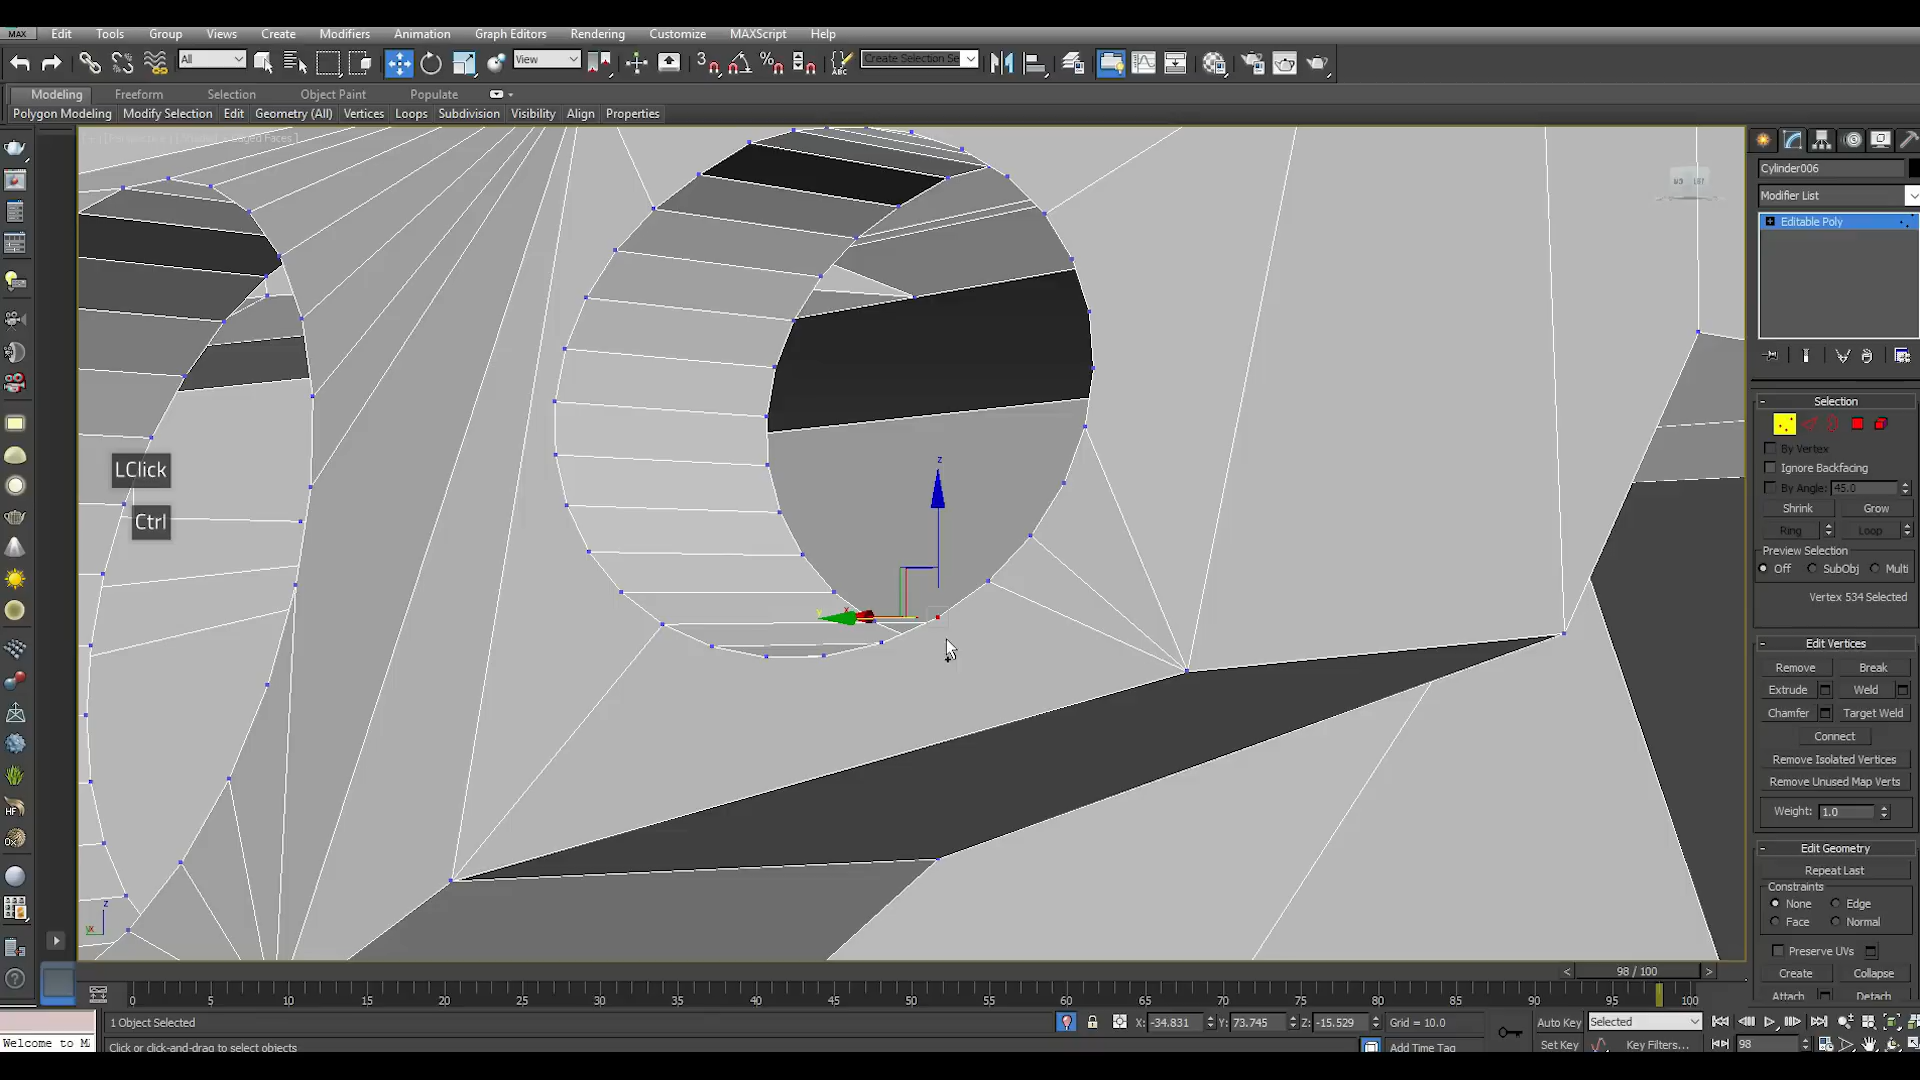 MAX Edit Tools Group Views Create Modifiers Animation Graph Editors Rendering Customize MAXScript Help
All View Create Selection Se
Modeling Freeform Selection Object Paint Populate
Polygon Modeling Modify Selection Edit Geometry (All) Vertices Loops Subdivision Visibility Align Properties
Cylinder006
Modifier List
Editable Poly
Selection
By Vertex
Ignore Backfacing
By Angle: 45.0
Shrink Grow
Ring Loop
Preview Selection
Off SubObj Multi
Vertex 534 Selected
Edit Vertices
Remove Break
Extrude Weld
Chamfer Target Weld
Connect
Remove Isolated Vertices
Remove Unused Map Verts
Weight: 1.0
Edit Geometry
Repeat Last
Constraints
None Edge
Face Normal
Preserve UVs
Create Collapse
Attach Detach
LClick
Ctrl
z
x
y
z
98 / 100
0 5 10 15 20 25 30 35 40 45 50 55 60 65 70 75 80 85 90 95 100
1 Object Selected X: -34.831 Y: 73.745 Z: -15.529 Grid = 10.0 Auto Key Selected
Welcome to MA Click or click-and-drag to select objects Add Time Tag Set Key Key Filters... 98